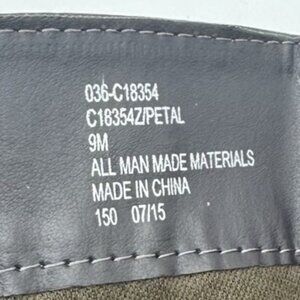 036-C18354
C18354Z/PETAL
9M
ALL MAN MADE MATERIALS
MADE IN CHINA
150 07/15